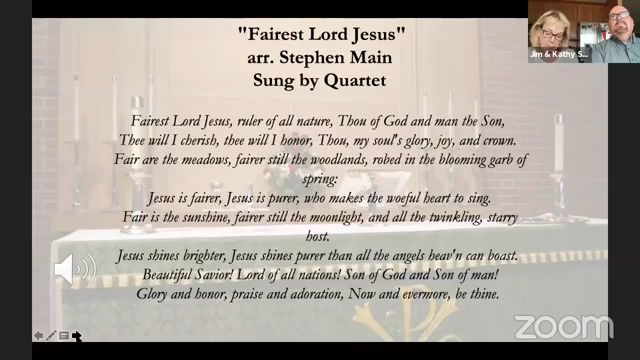 "Fairest Lord Jesus"
arr. Stephen Main
Sung by Quartet
Fairest Lord Jesus, ruler of all nature, Thou of God and man the Son,
Thee will I cherish, thee will I honor, Thou, my soul's glory, joy, and crown.
Fair are the meadows, fairer still the woodlands, robed in the blooming garb of
spring:
Jesus is fairer, Jesus is purer, who makes the woeful heart to sing.
Fair is the sunshine, fairer still the moonlight, and all the twinkling, starry
host.
Jesus shines brighter, Jesus shines purer than all the angels heav'n can boast.
Beautiful Savior! Lord of all nations! Son of God and Son of man!
Glory and honor, praise and adoration, Now and evermore, be thine.
Jim & Kathy S...
zoom